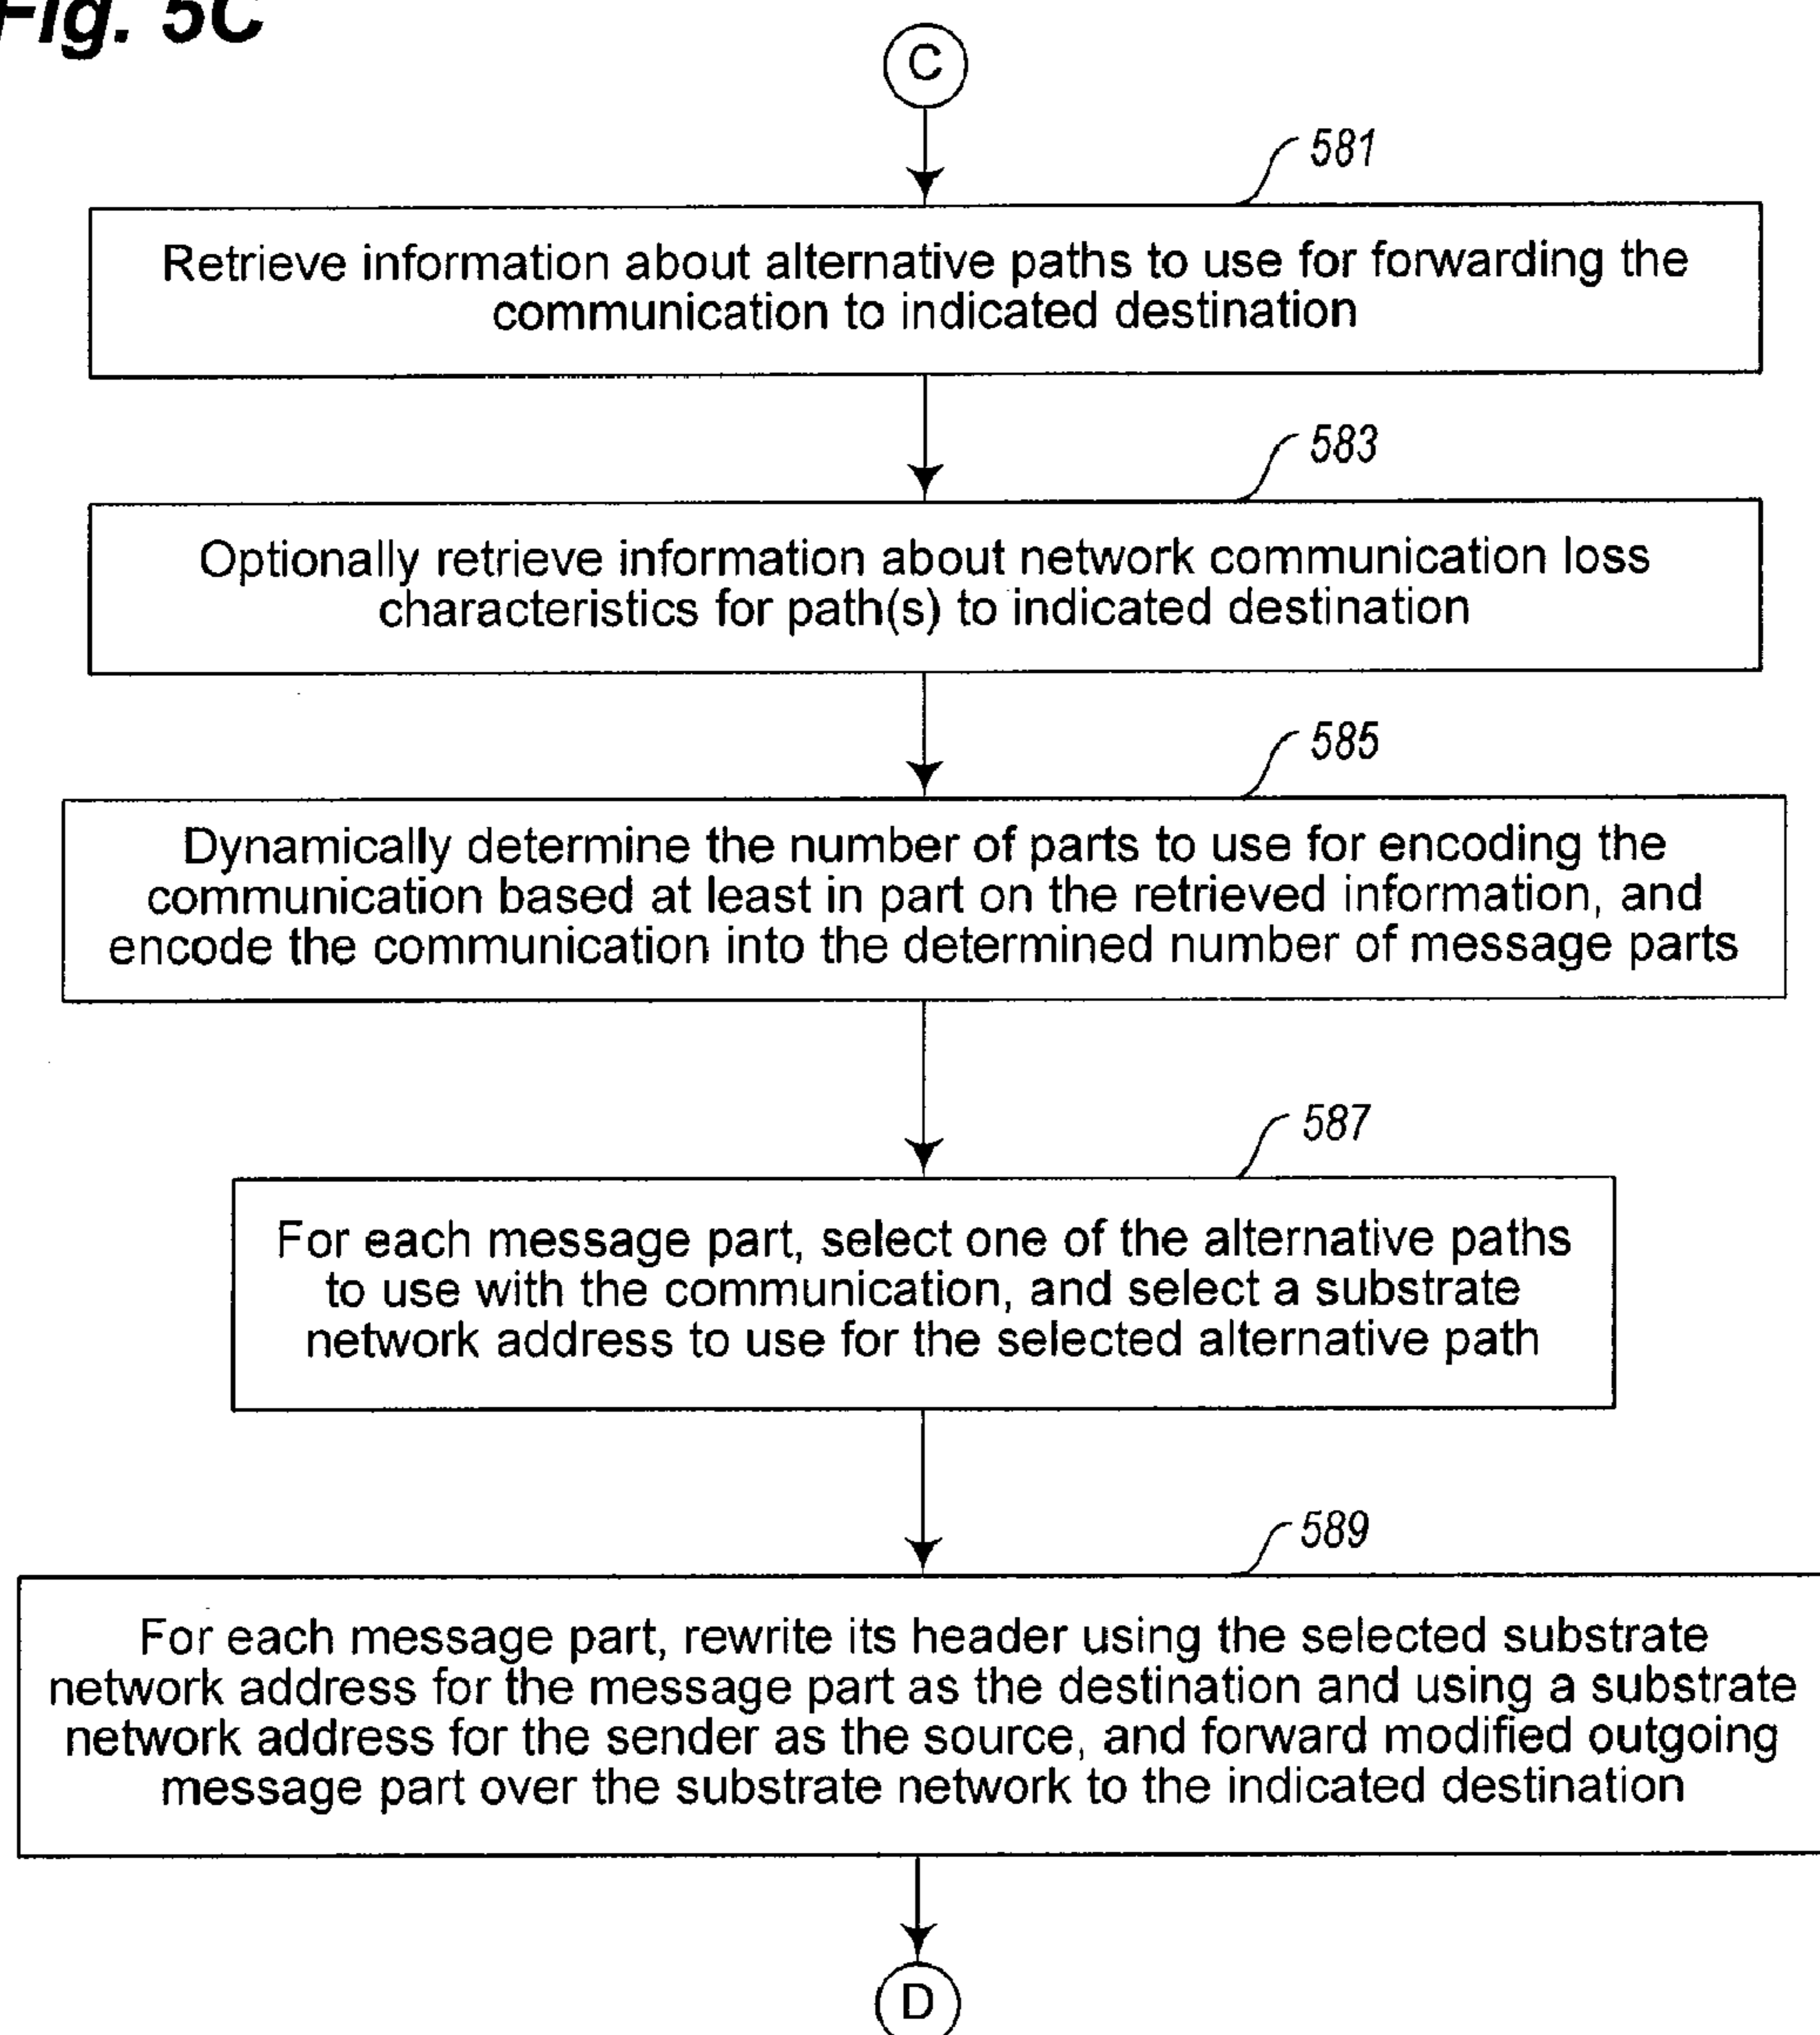 Fig. 5C
C
581
Retrieve information about alternative paths to use for forwarding the
communication to indicated destination
583
Optionally retrieve information about network communication loss
characteristics for path(s) to indicated destination
585
Dynamically determine the number of parts to use for encoding the
communication based at least in part on the retrieved information, and
encode the communication into the determined number of message parts
587
For each message part, select one of the alternative paths
to use with the communication, and select a substrate
network address to use for the selected alternative path
589
For each message part, rewrite its header using the selected substrate
network address for the message part as the destination and using a substrate
network address for the sender as the source, and forward modified outgoing
message part over the substrate network to the indicated destination
D